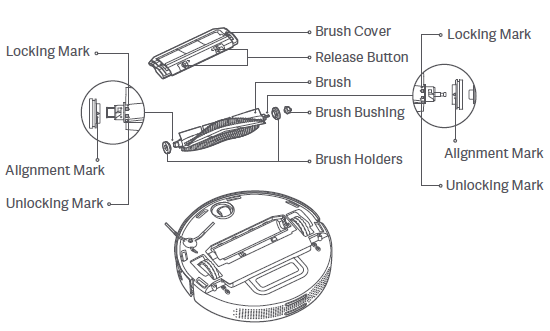 Brush Cover
Locking Mark
Locking Mark
Release Button
Brush
Brush Bushing
Brush Holders
Alignment Mark
Alignment Mark
Unlocking Mark
Unlocking Mark